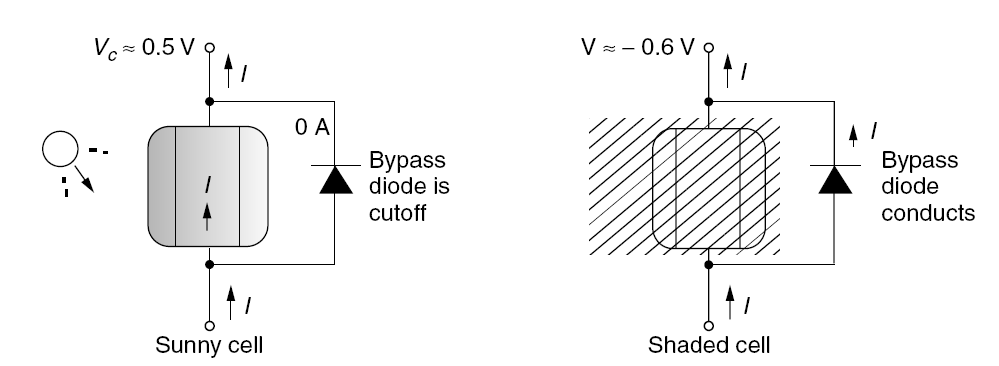 V_c ≈ 0.5 V
I
0 A
I
Bypass
diode is
cutoff
I
Sunny cell
V ≈ – 0.6 V
I
I
Bypass
diode
conducts
I
Shaded cell